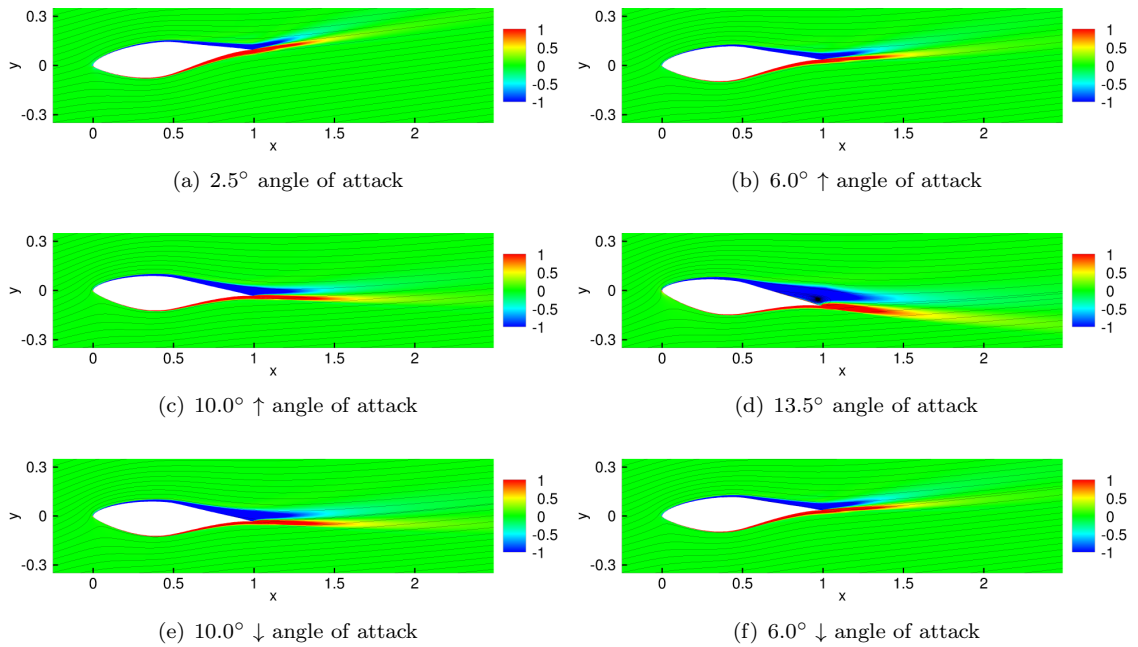 0.3
y
0
-0.3
0 0.5 1 1.5 2
x
1
0.5
0
-0.5
-1
(a) 2.5° angle of attack
0.3
y
0
-0.3
0 0.5 1 1.5 2
x
1
0.5
0
-0.5
-1
(b) 6.0° ↑ angle of attack
0.3
y
0
-0.3
0 0.5 1 1.5 2
x
1
0.5
0
-0.5
-1
(c) 10.0° ↑ angle of attack
0.3
y
0
-0.3
0 0.5 1 1.5 2
x
1
0.5
0
-0.5
-1
(d) 13.5° angle of attack
0.3
y
0
-0.3
0 0.5 1 1.5 2
x
1
0.5
0
-0.5
-1
(e) 10.0° ↓ angle of attack
0.3
y
0
-0.3
0 0.5 1 1.5 2
x
1
0.5
0
-0.5
-1
(f) 6.0° ↓ angle of attack